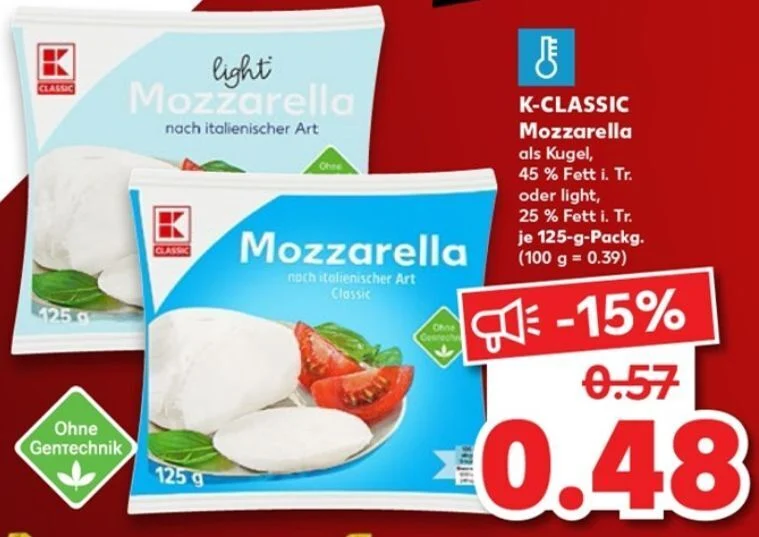 K
CLASSIC
light
Mozzarella
nach italienischer Art
Ohne
125 g
K
CLASSIC
Mozzarella
nach italienischer Art
Classic
Ohne
Gentechnik
125 g
Ohne
GenTechnik
K-CLASSIC
Mozzarella
als Kugel,
45 % Fett i. Tr.
oder light,
25 % Fett i. Tr.
je 125-g-Packg.
(100 g = 0.39)
-15%
0.57
0.48